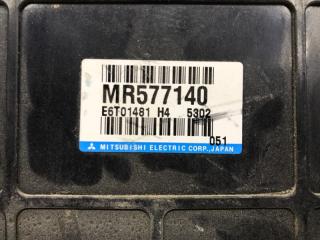 MR577140
E6T01481 H4 5302
051
MITSUBISHI ELECTRIC CORP., JAPAN